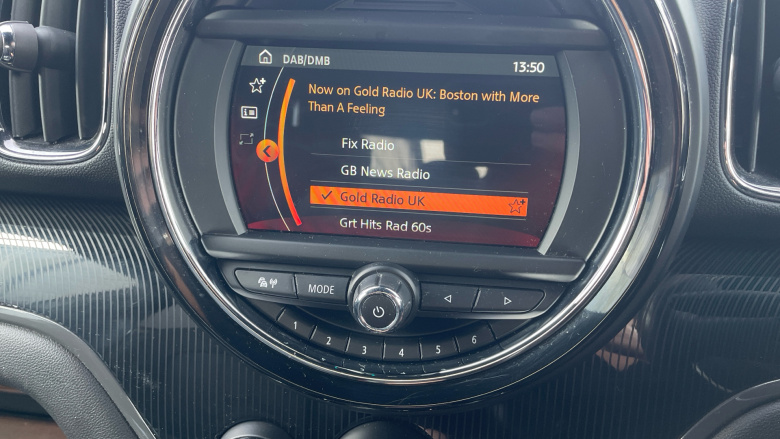 DAB/DMB 13:50
Now on Gold Radio UK: Boston with More
Than A Feeling
Fix Radio
GB News Radio
Gold Radio UK
Grt Hits Rad 60s
MODE
1 2 3 4 5 6